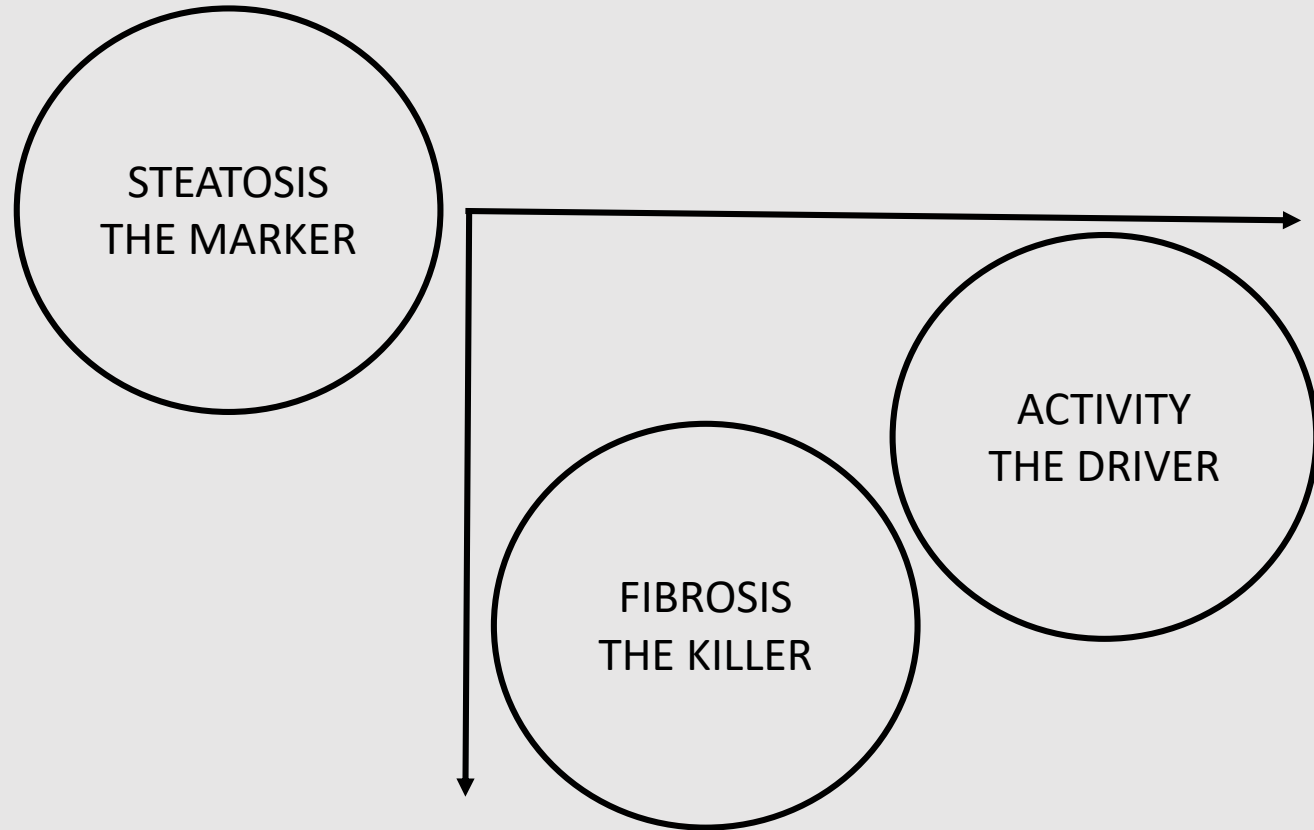 STEATOSIS
THE MARKER
ACTIVITY
THE DRIVER
FIBROSIS
THE KILLER